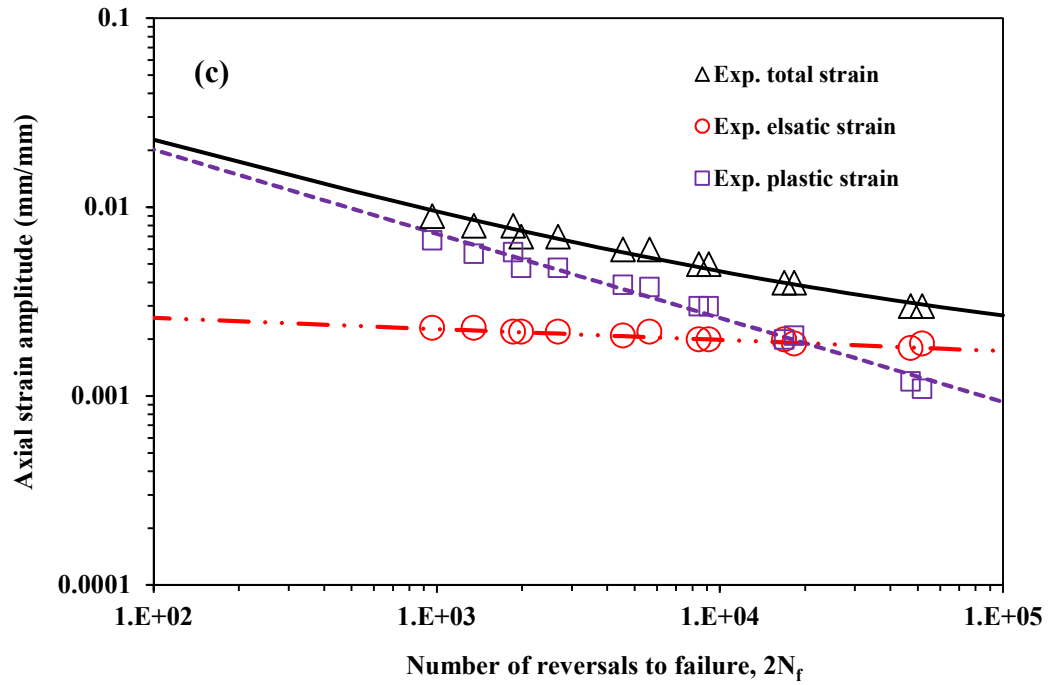 0.1
(c)
Exp. total strain
Exp. elsatic strain
Exp. plastic strain
0.01
0.001
0.0001
Axial strain amplitude (mm/mm)
1.E+02
1.E+03
1.E+04
1.E+05
Number of reversals to failure, 2Nf